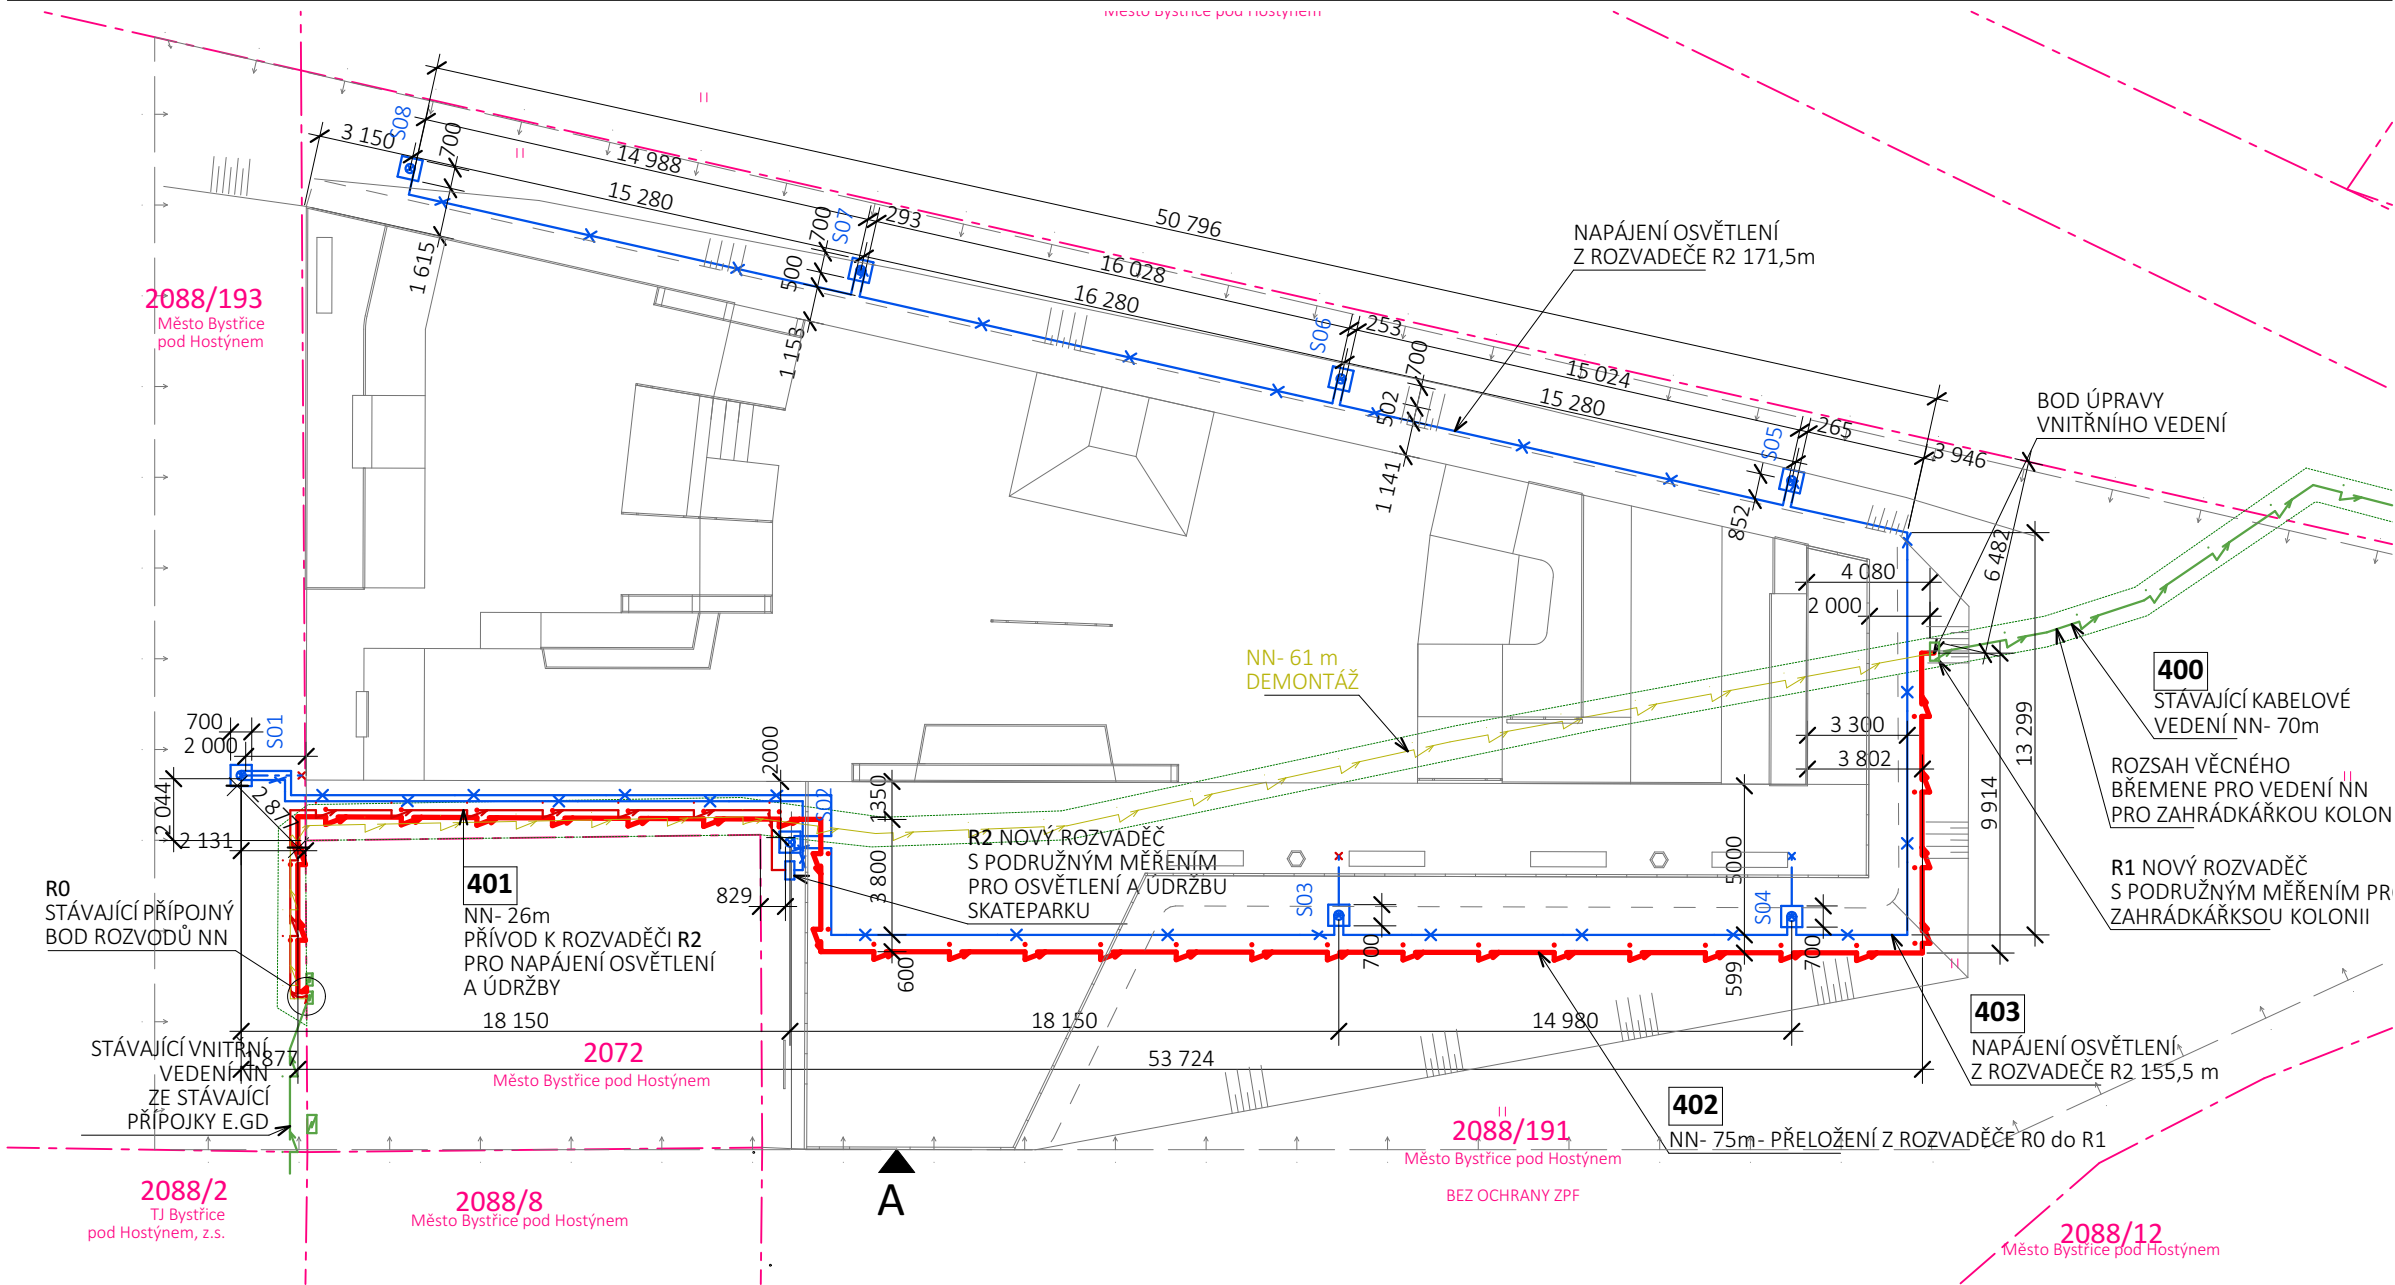 Město Bystřice pod Hostýnem
S08
3 150
700
14 988
15 280
1 615
S07
700
500
293
1 153
50 796
16 028
16 280
S06
253
700
502
1 141
15 024
15 280
S05
265
852
3 946
NAPÁJENÍ OSVĚTLENÍ
Z ROZVADĚČE R2 171,5m
BOD ÚPRAVY
VNITŘNÍHO VEDENÍ
2088/193
Město Bystřice
pod Hostýnem
6 482
4 080
2 000
NN- 61 m
DEMONTÁŽ
400
STÁVAJÍCÍ KABELOVÉ
VEDENÍ NN- 70m
3 300
3 802
13 299
9 914
ROZSAH VĚCNÉHO
BŘEMENE PRO VEDENÍ NN
PRO ZAHRÁDKÁŘKOU KOLON
R1 NOVÝ ROZVADĚČ
S PODRUŽNÝM MĚŘENÍM PR
ZAHRÁDKÁŘKSOU KOLONII
700
2 000
S01
2 044
2 877
2 131
2000
S02
1350
3 800
600
829
R2 NOVÝ ROZVADĚČ
S PODRUŽNÝM MĚŘENÍM
PRO OSVĚTLENÍ A ÚDRŽBU
SKATEPARKU
R0
STÁVAJÍCÍ PŘÍPOJNÝ
BOD ROZVODŮ NN
401
NN- 26m
PŘÍVOD K ROZVADĚČI R2
PRO NAPÁJENÍ OSVĚTLENÍ
A ÚDRŽBY
S03
700
S04
700
5000
599
18 150
18 150
14 980
1 877
53 724
STÁVAJÍCÍ VNITŘNÍ
VEDENÍ NN
ZE STÁVAJÍCÍ
PŘÍPOJKY E.GD
2072
Město Bystřice pod Hostýnem
403
NAPÁJENÍ OSVĚTLENÍ
Z ROZVADĚČE R2 155,5 m
402
NN- 75m - PŘELOŽENÍ Z ROZVADĚČE R0 do R1
2088/191
Město Bystřice pod Hostýnem
BEZ OCHRANY ZPF
A
2088/2
TJ Bystřice
pod Hostýnem, z.s.
2088/8
Město Bystřice pod Hostýnem
2088/12
Město Bystřice pod Hostýnem